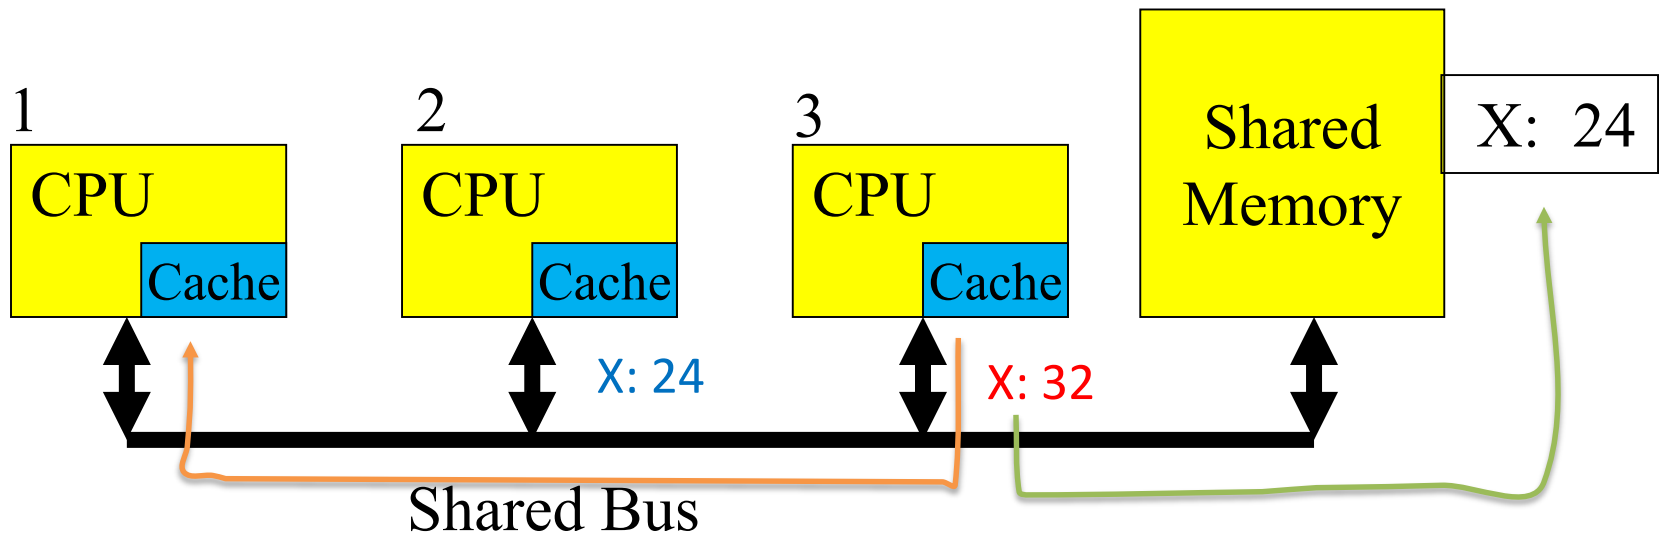 1
2
3
CPU
Cache
CPU
Cache
CPU
Cache
Shared
Memory
X: 24
X: 24
X: 32
Shared Bus